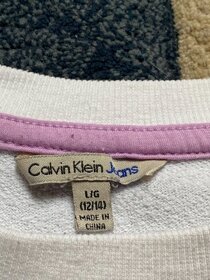 Calvin Klein Jeans
L/G
(12/14)
MADE IN
CHINA